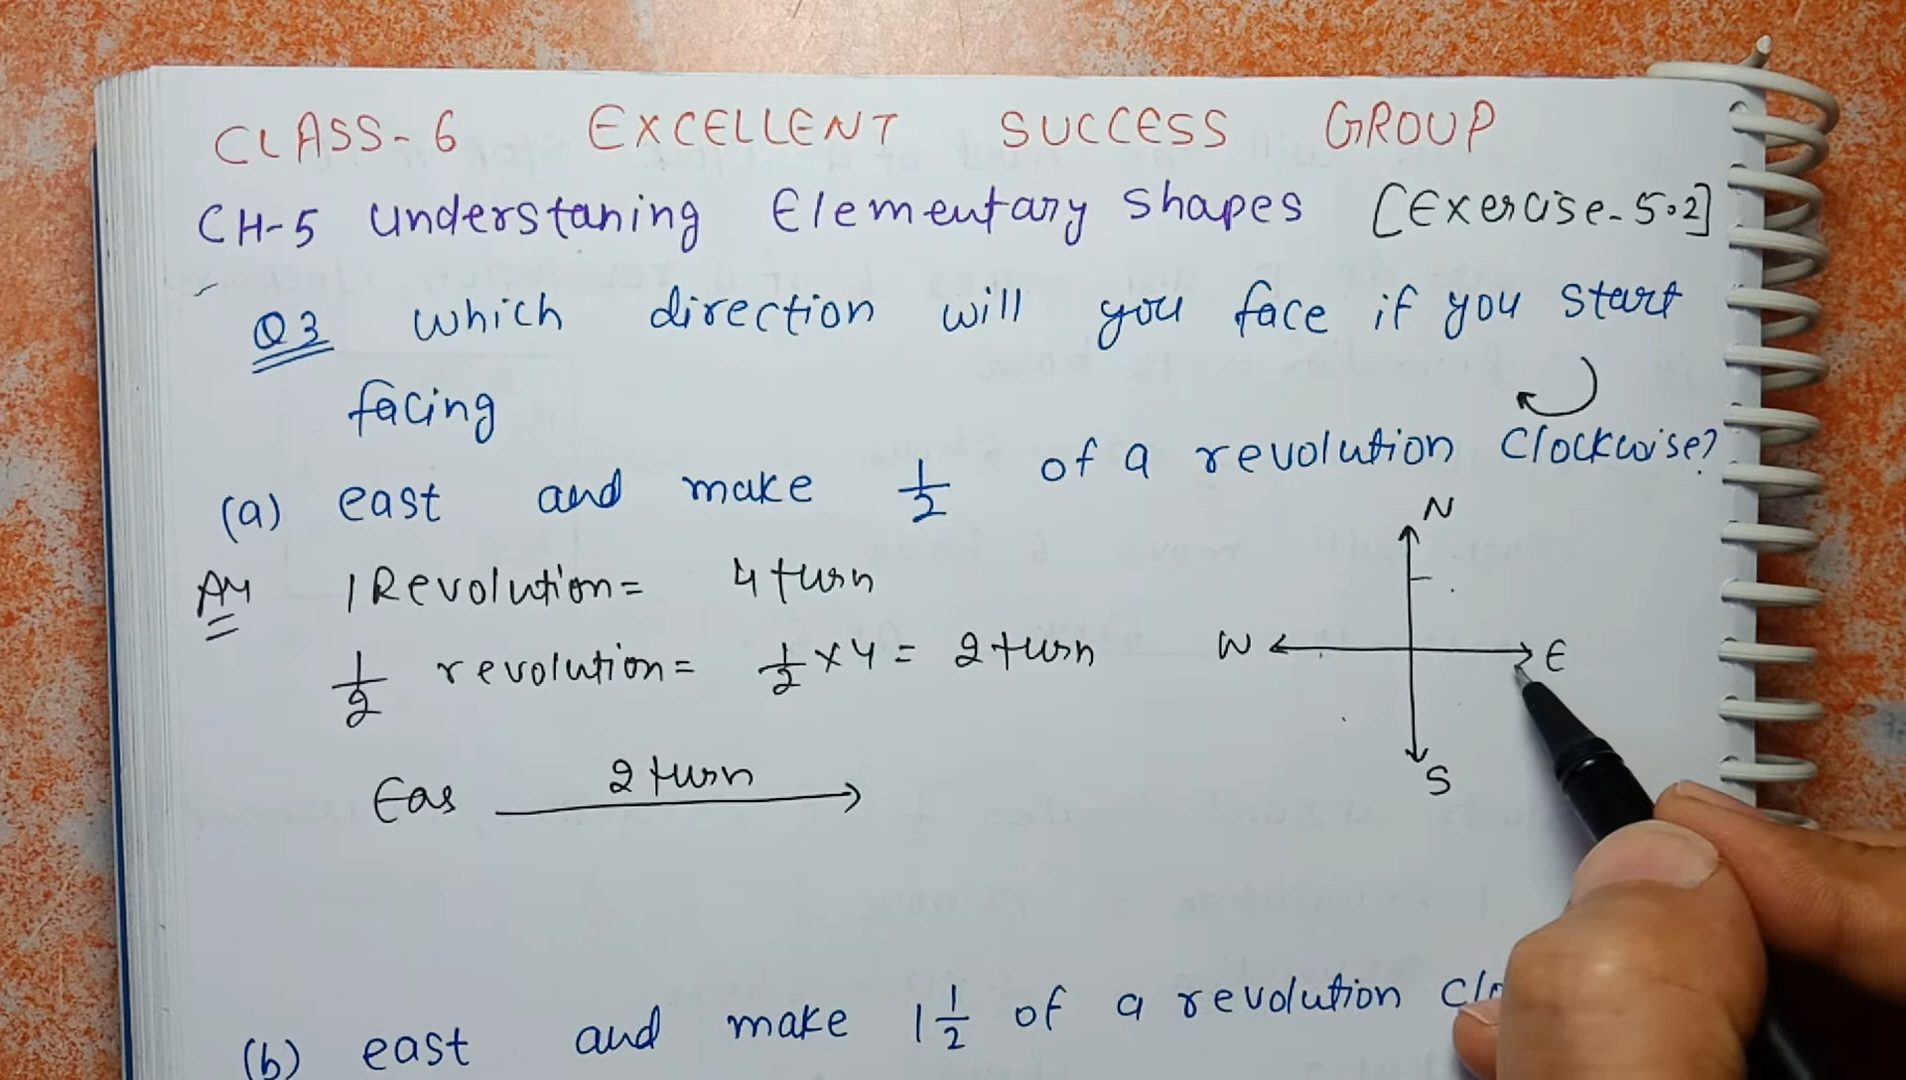 CLASS-6 EXCELLENT SUCCESS GROUP
CH-5 Understaning Elementary Shapes [Exercise-5.2]
Q3 which direction will you face if you start
facing
(a) east and make 1/2 of a revolution clockwise?
1 Revolution = 4 turn
1/2 revolution = 1/2 × 4 = 2 turn
Eas 2 turn
N
W E
S
(b) east and make 1 1/2 of a revolution clo